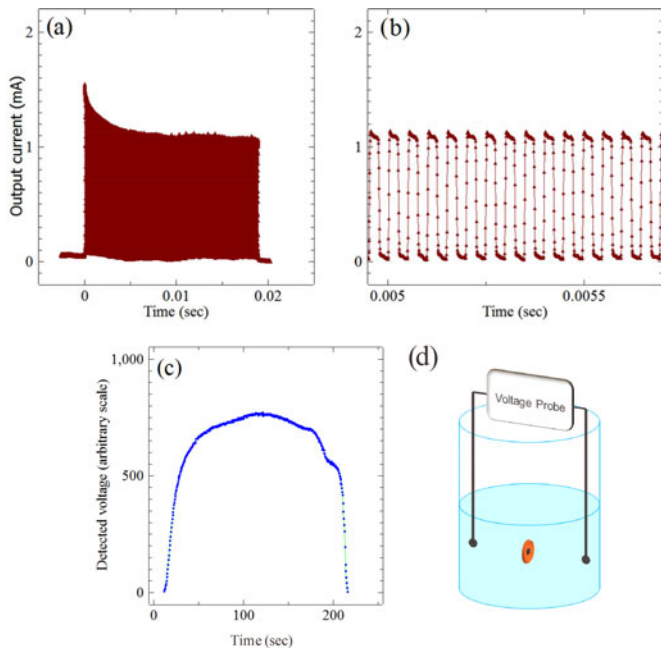 (a)
2
1
0
Output current (mA)
0
0.01
0.02
Time (sec)
(b)
2
1
0
0.005
0.0055
Time (sec)
(c)
1,000
500
0
Detected voltage (arbitrary scale)
0
100
200
Time (sec)
(d)
Voltage Probe